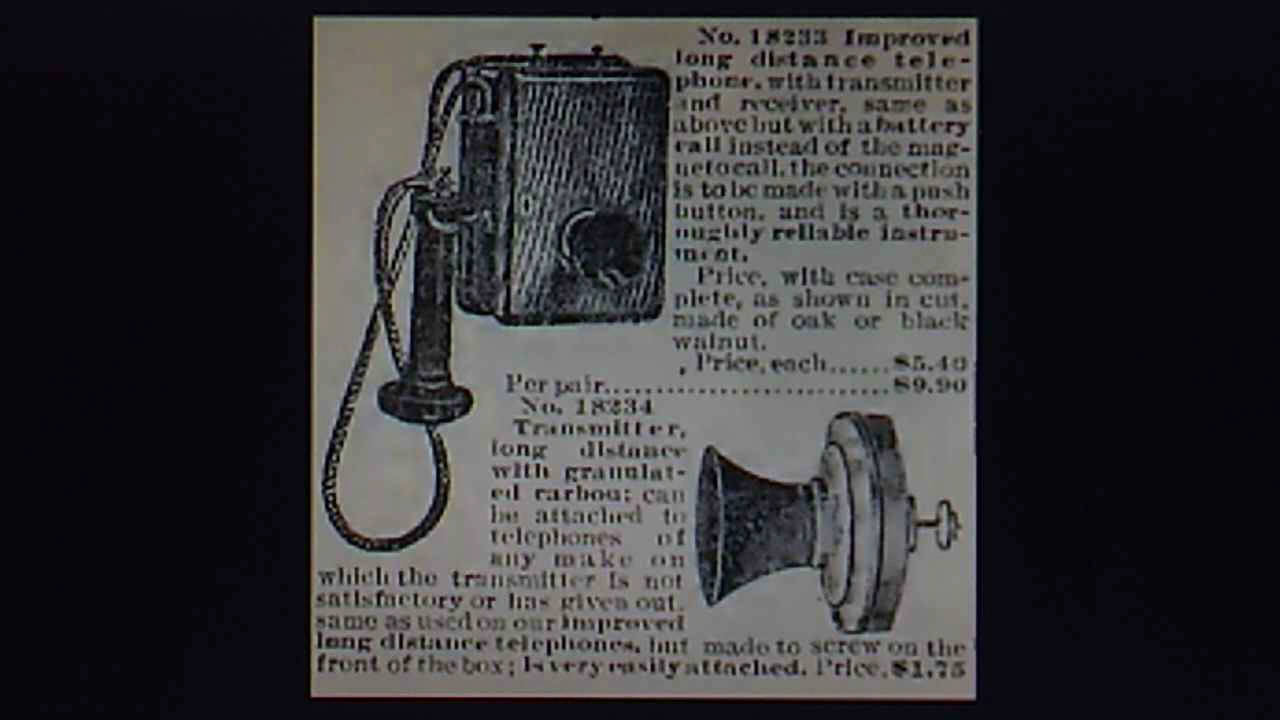 No. 18233 Improved
long distance tele-
phone, with transmitter
and receiver, same as
above but with a battery
call instead of the mag-
neto call, the connection
is to be made with a push
button, and is a thor-
oughly reliable instru-
ment.
Price, with case com-
plete, as shown in cut,
made of oak or black
walnut.
Price, each......$5.40
Per pair..............................$9.90
No. 18234
Transmitter,
long distance
with granulat-
ed carbon; can
be attached to
telephones of
any make on
which the transmitter is not
satisfactory or has given out,
same as used on our improved
long distance telephones, but made to screw on the
front of the box; is very easily attached. Price, $1.75